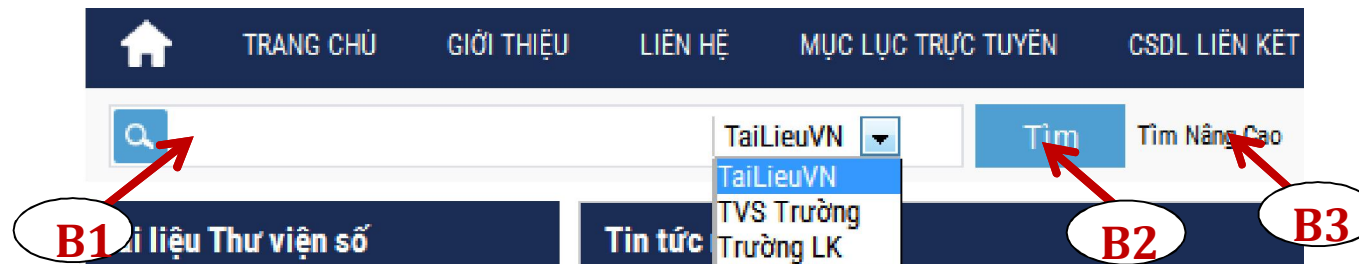 TRANG CHỦ GIỚI THIỆU LIÊN HỆ MỤC LỤC TRỰC TUYẾN CSDL LIÊN KẾT
TaiLieuVN Tìm Tìm Nâng Cao
TaiLieuVN
TVS Trường
Trường LK
B1 liệu Thư viện số
Tin tức
B2
B3